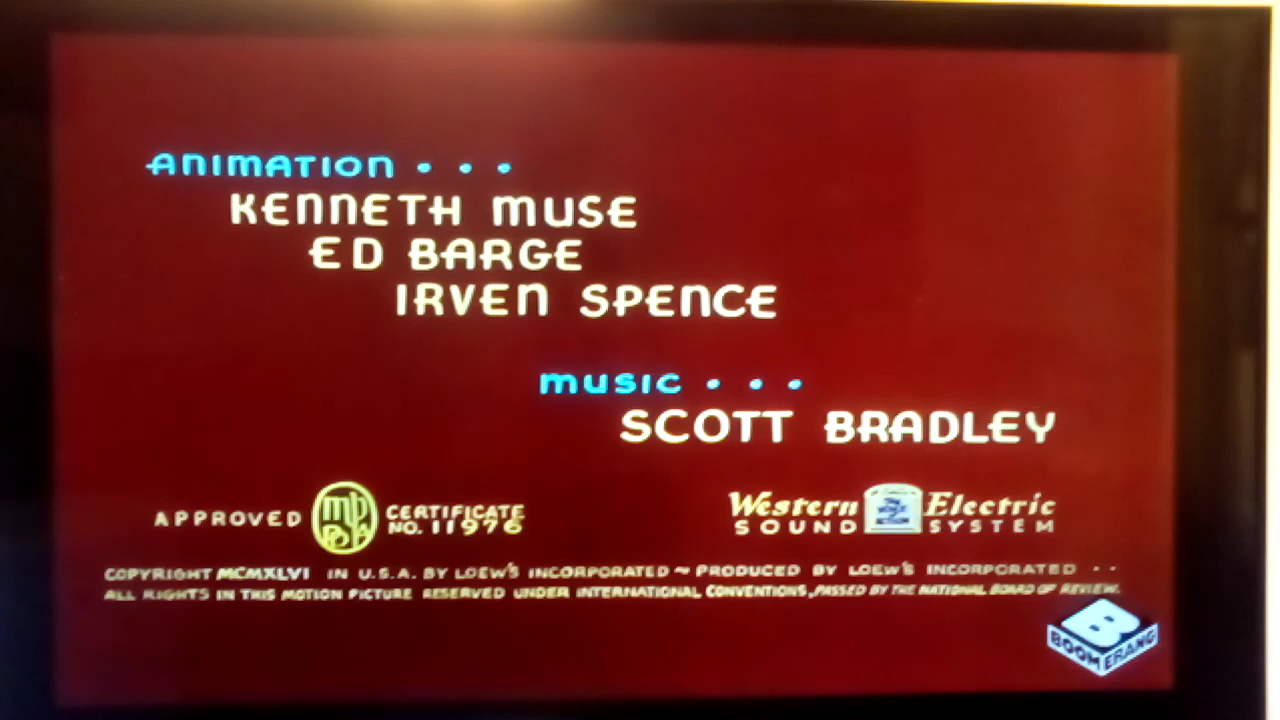 ANIMATION . . .
KENNETH MUSE
ED BARGE
IRVEN SPENCE
MUSIC . . .
SCOTT BRADLEY
APPROVED MPPDA CERTIFICATE NO. 11976
Western Electric
SOUND SYSTEM
COPYRIGHT MCMXLVI IN U.S.A. BY LOEW'S INCORPORATED ~ PRODUCED BY LOEW'S INCORPORATED . .
ALL RIGHTS IN THIS MOTION PICTURE RESERVED UNDER INTERNATIONAL CONVENTIONS, PASSED BY THE NATIONAL BOARD OF REVIEW.
B
BOOMERANG